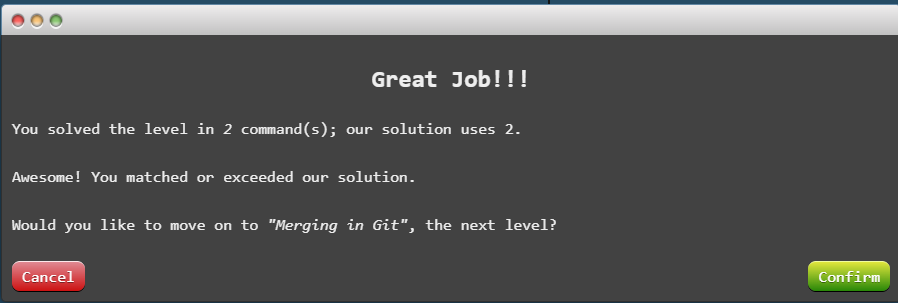 Great Job!!!
You solved the level in 2 command(s); our solution uses 2.
Awesome! You matched or exceeded our solution.
Would you like to move on to "Merging in Git", the next level?
Cancel
Confirm